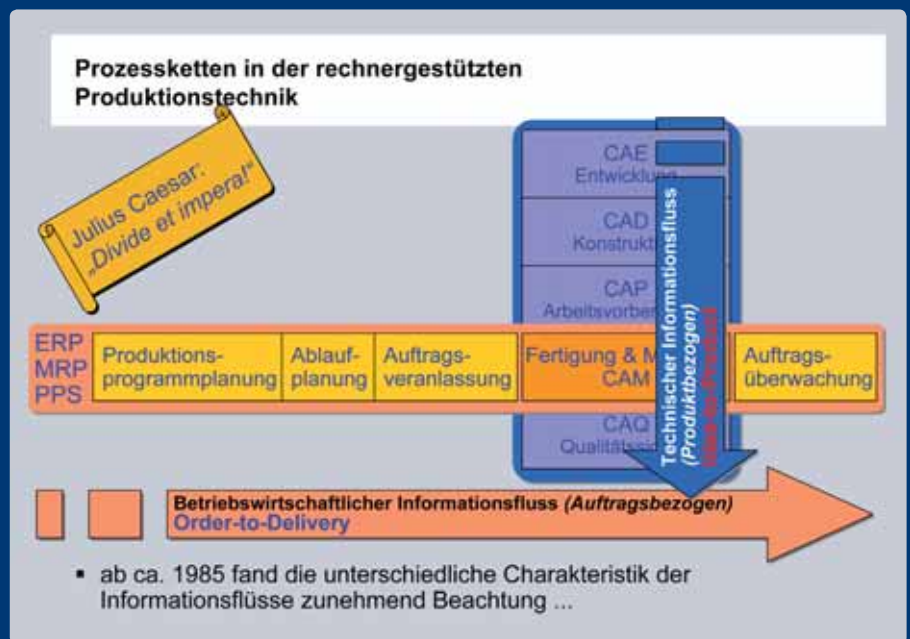 Prozessketten in der rechnergestützten
Produktionstechnik
Julius Caesar:
„Divide et impera!"
CAE
Entwicklung
CAD
CAP
ERP
MRP
PPS
Produktions-
programmplanung
Ablauf-
planung
Auftrags-
veranlassung
Fertigung & M
CAM
Auftrags-
überwachung
CAQ
Technischer Informationsfluss
(Produktbezogen)
Betriebswirtschaftlicher Informationsfluss (Auftragsbezogen)
Order-to-Delivery
▪ ab ca. 1985 fand die unterschiedliche Charakteristik der
Informationsflüsse zunehmend Beachtung ...